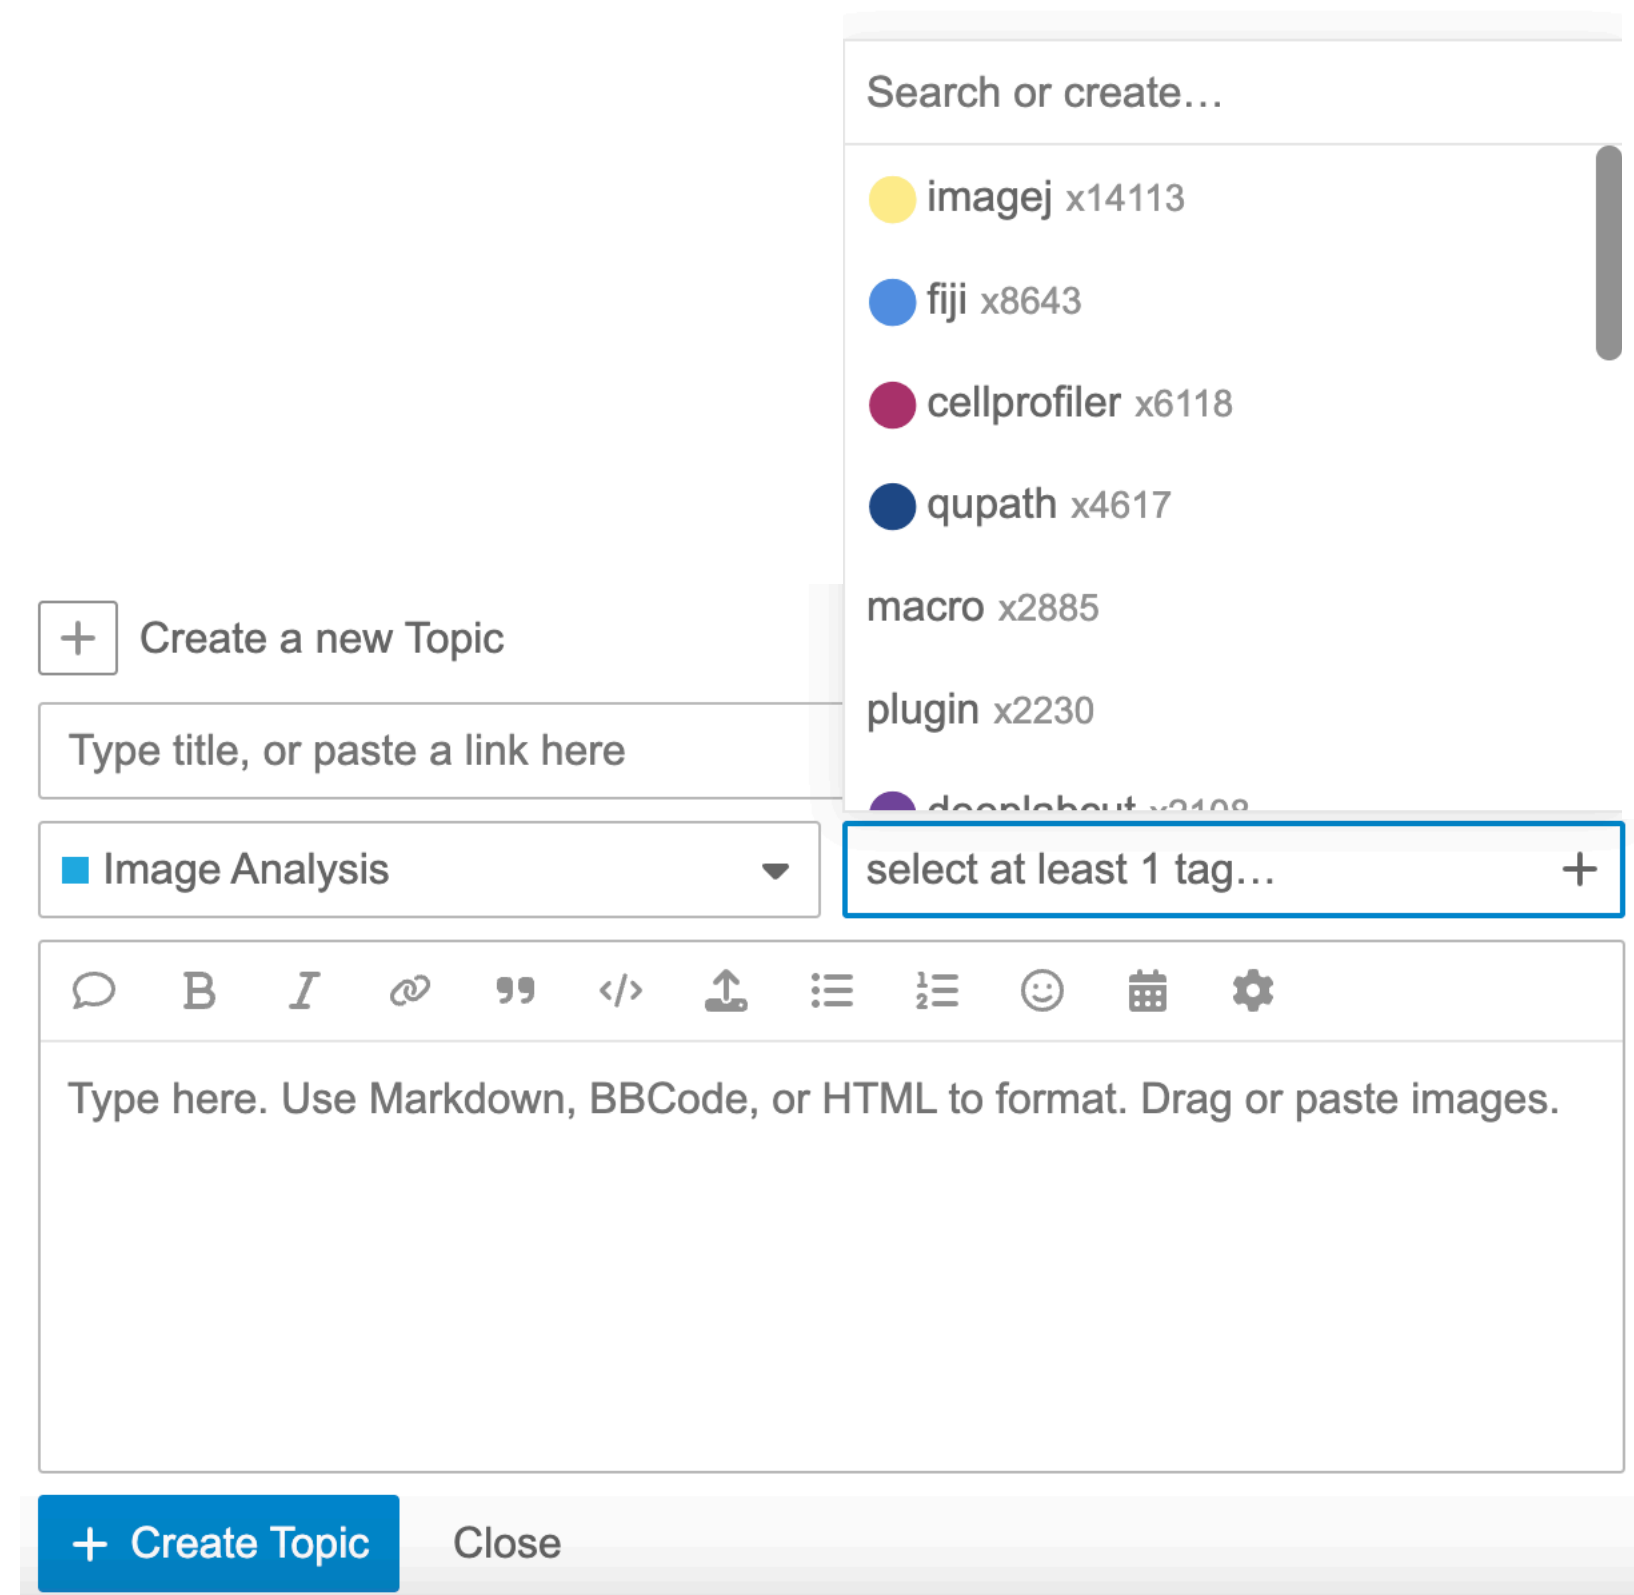 Search or create…
imagej x14113
fiji x8643
cellprofiler x6118
qupath x4617
macro x2885
plugin x2230
deeplabcut x2108
Create a new Topic
Type title, or paste a link here
Image Analysis
select at least 1 tag…
Type here. Use Markdown, BBCode, or HTML to format. Drag or paste images.
Create Topic Close